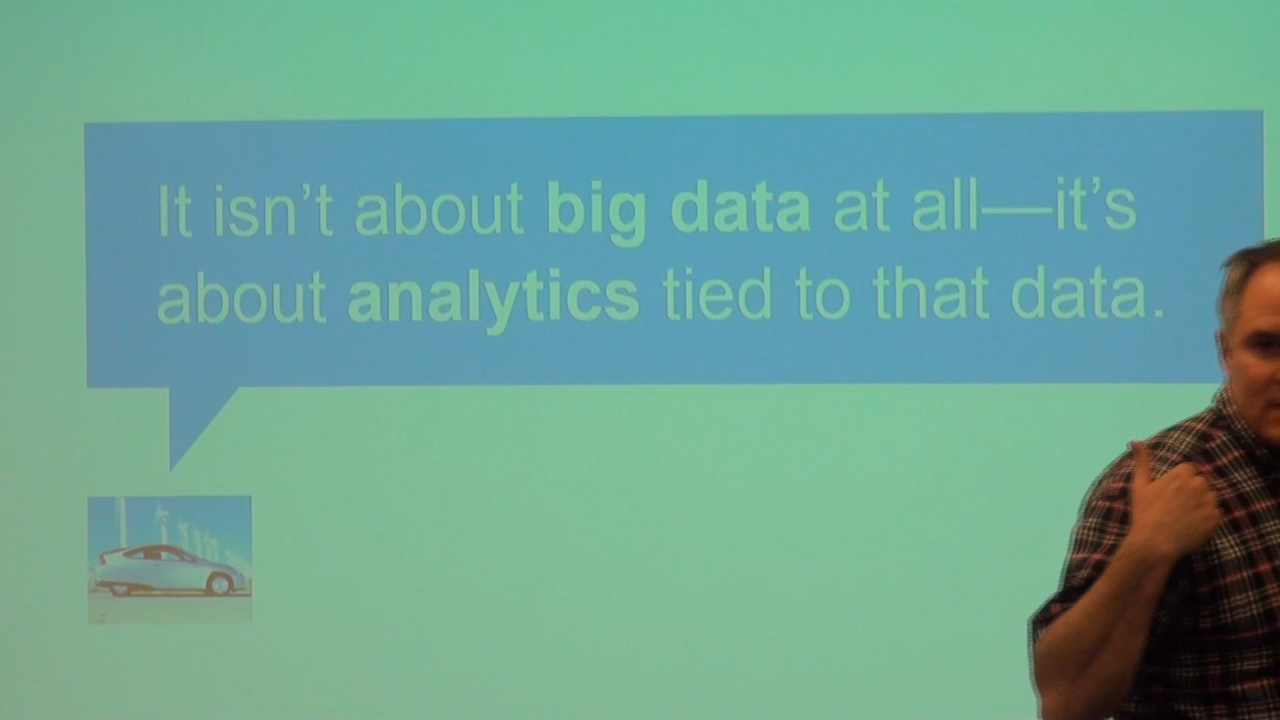 It isn’t about big data at all—it’s
about analytics tied to that data.